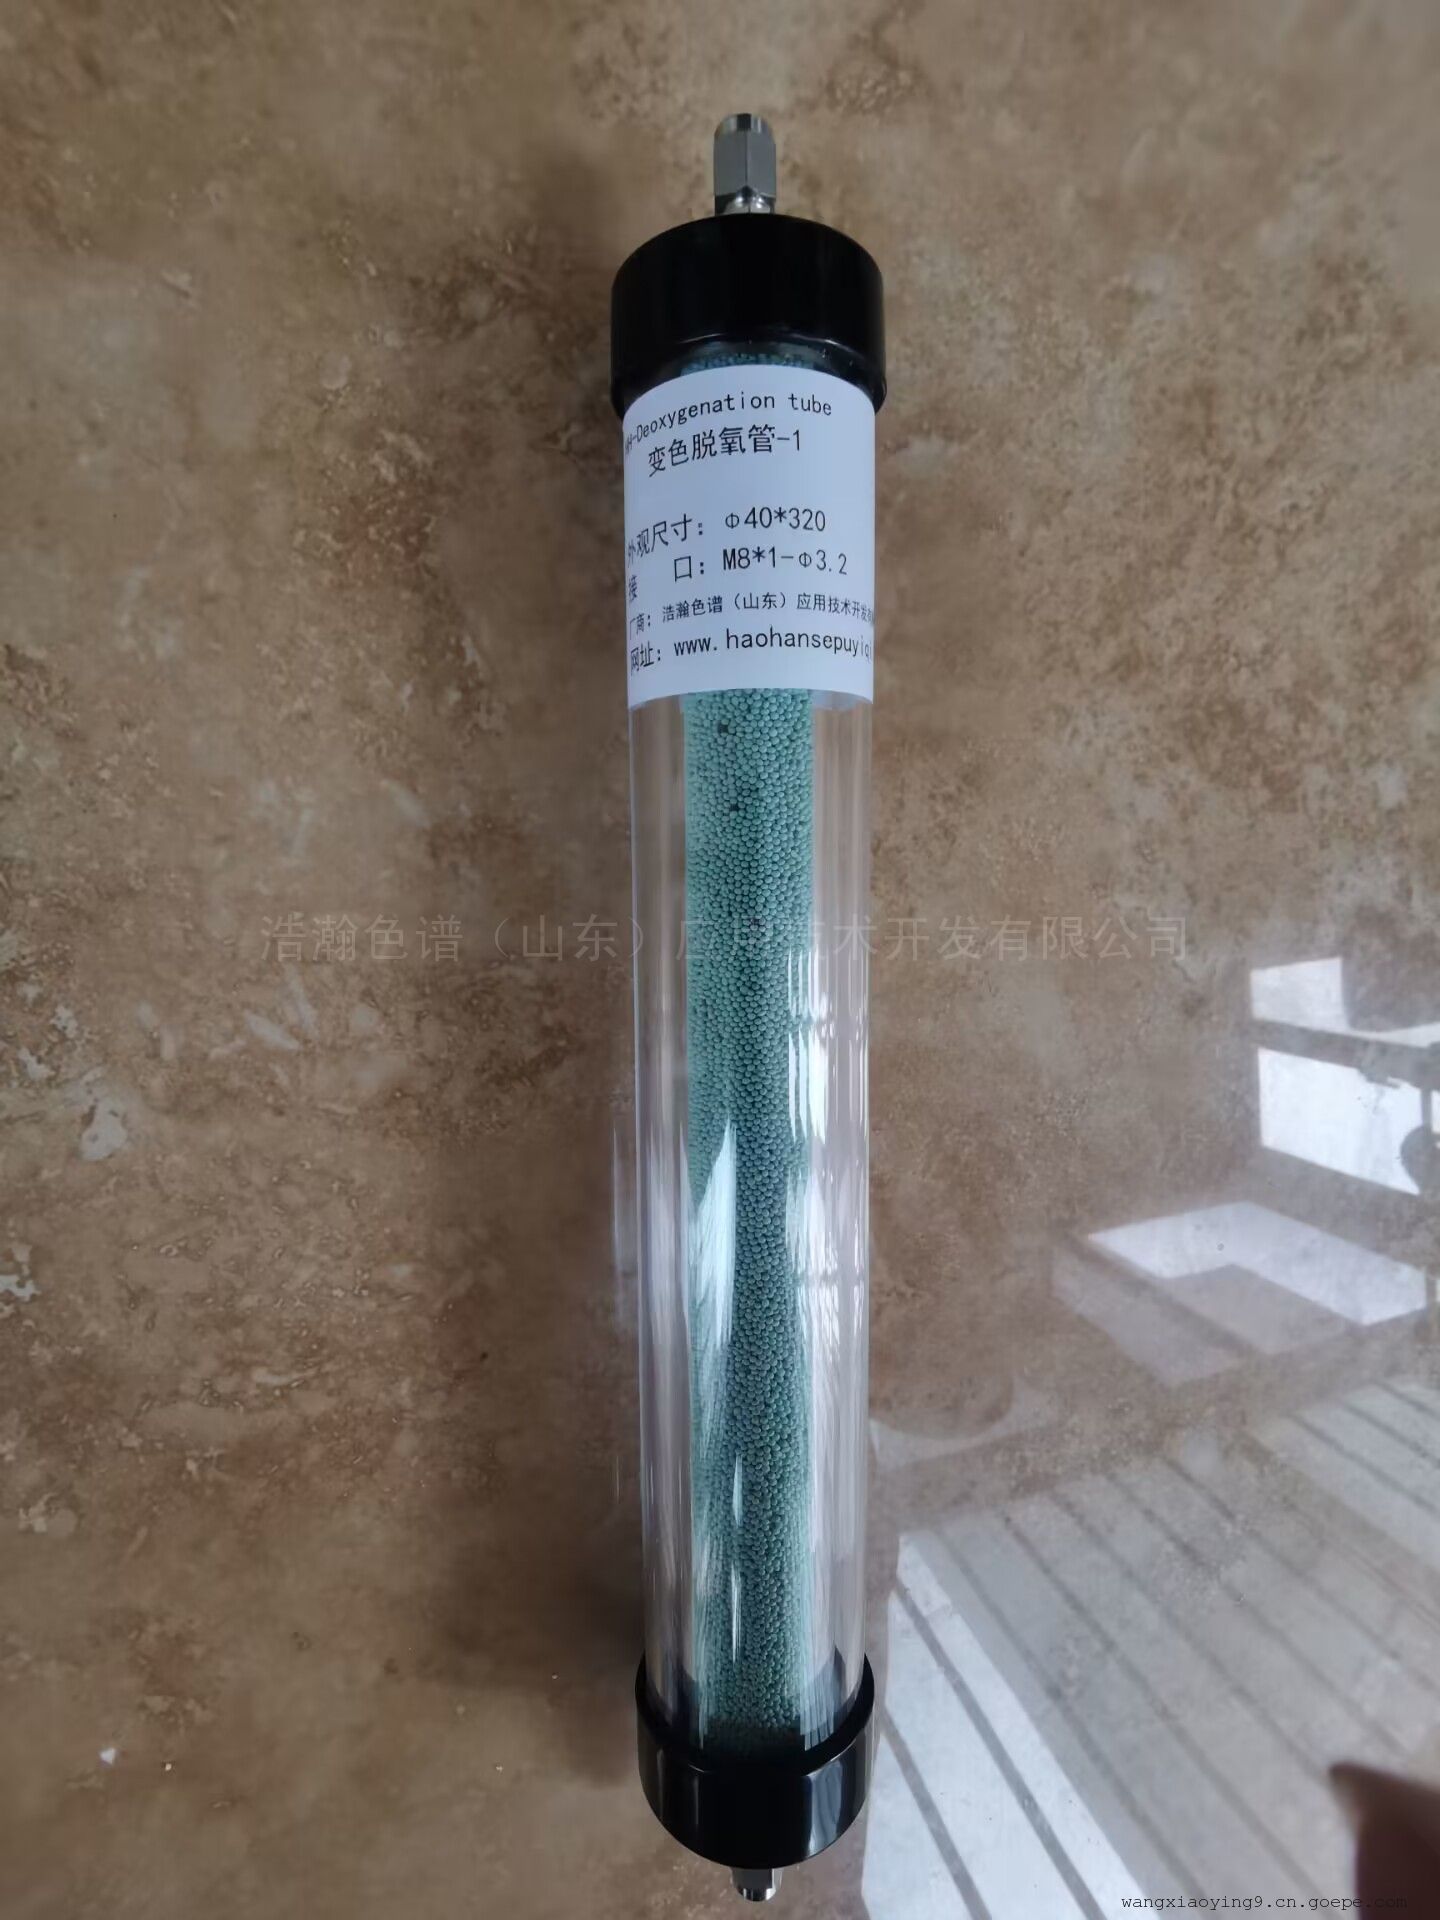 HH-Deoxygenation tube
变色脱氧管-1
外观尺寸：Φ40*320
接 口：M8*1-Φ3.2
厂商：浩瀚色谱（山东）应用技术开发有
网址：www.haohansepuyiqi
浩瀚色谱（山东）应用技术开发有限公司
wangxiaoying9.cn.goepe.com